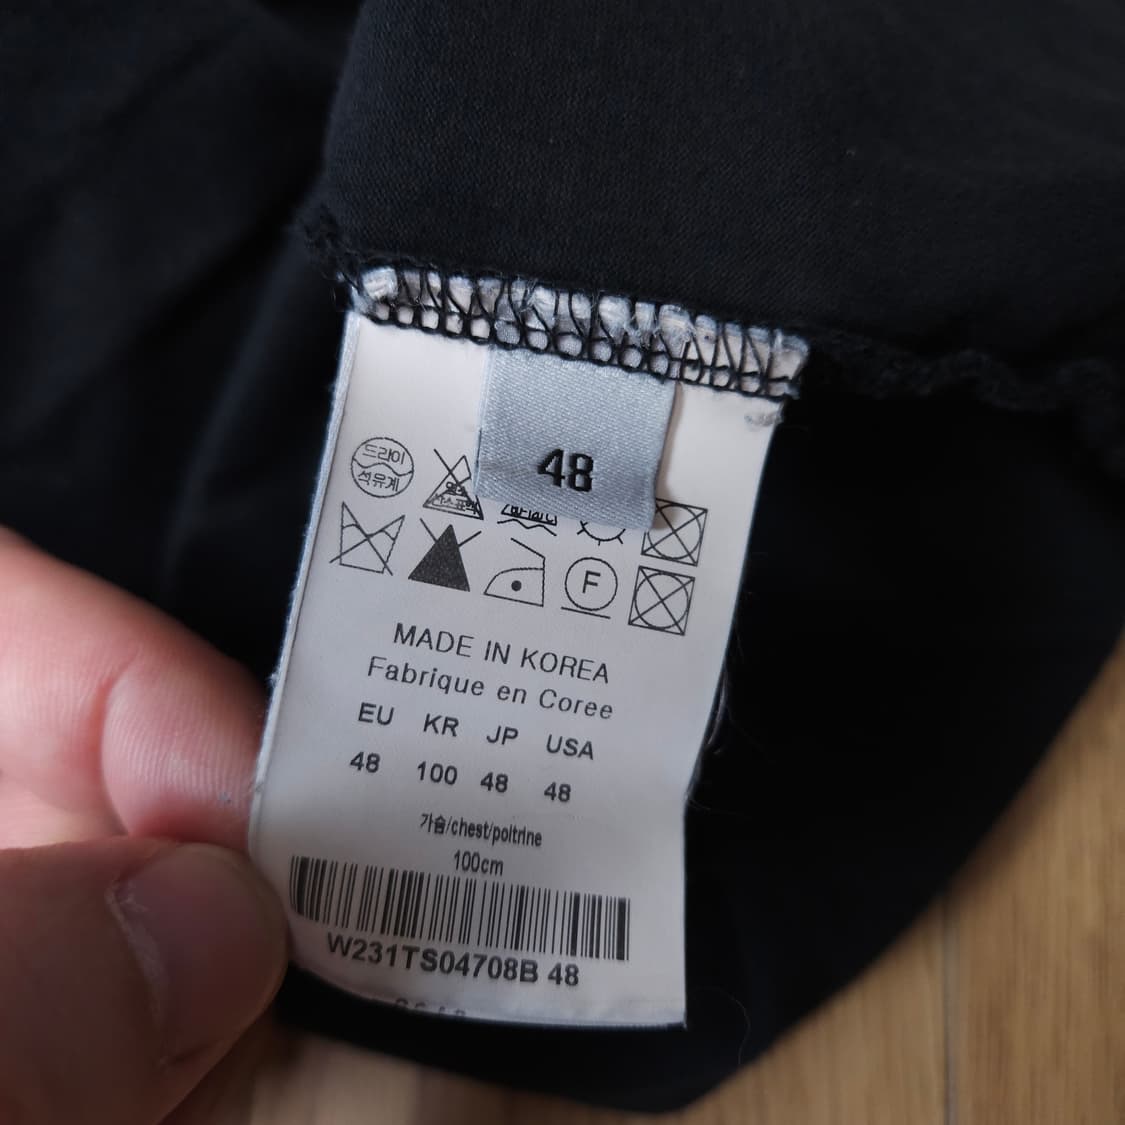 48
드라이
석유계
F
MADE IN KOREA
Fabrique en Coree
EU KR JP USA
48 100 48 48
가슴/chest/poitrine
100cm
W231TS04708B 48